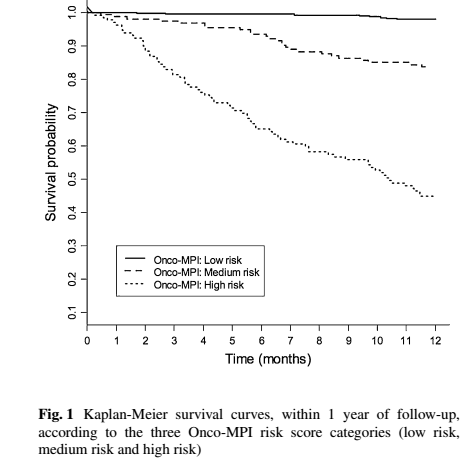 1.0
0.9
0.8
0.7
0.6
0.5
0.4
0.3
0.2
0.1
Survival probability
Onco-MPI: Low risk
Onco-MPI: Medium risk
Onco-MPI: High risk
0 1 2 3 4 5 6 7 8 9 10 11 12
Time (months)
Fig. 1 Kaplan-Meier survival curves, within 1 year of follow-up,
according to the three Onco-MPI risk score categories (low risk,
medium risk and high risk)